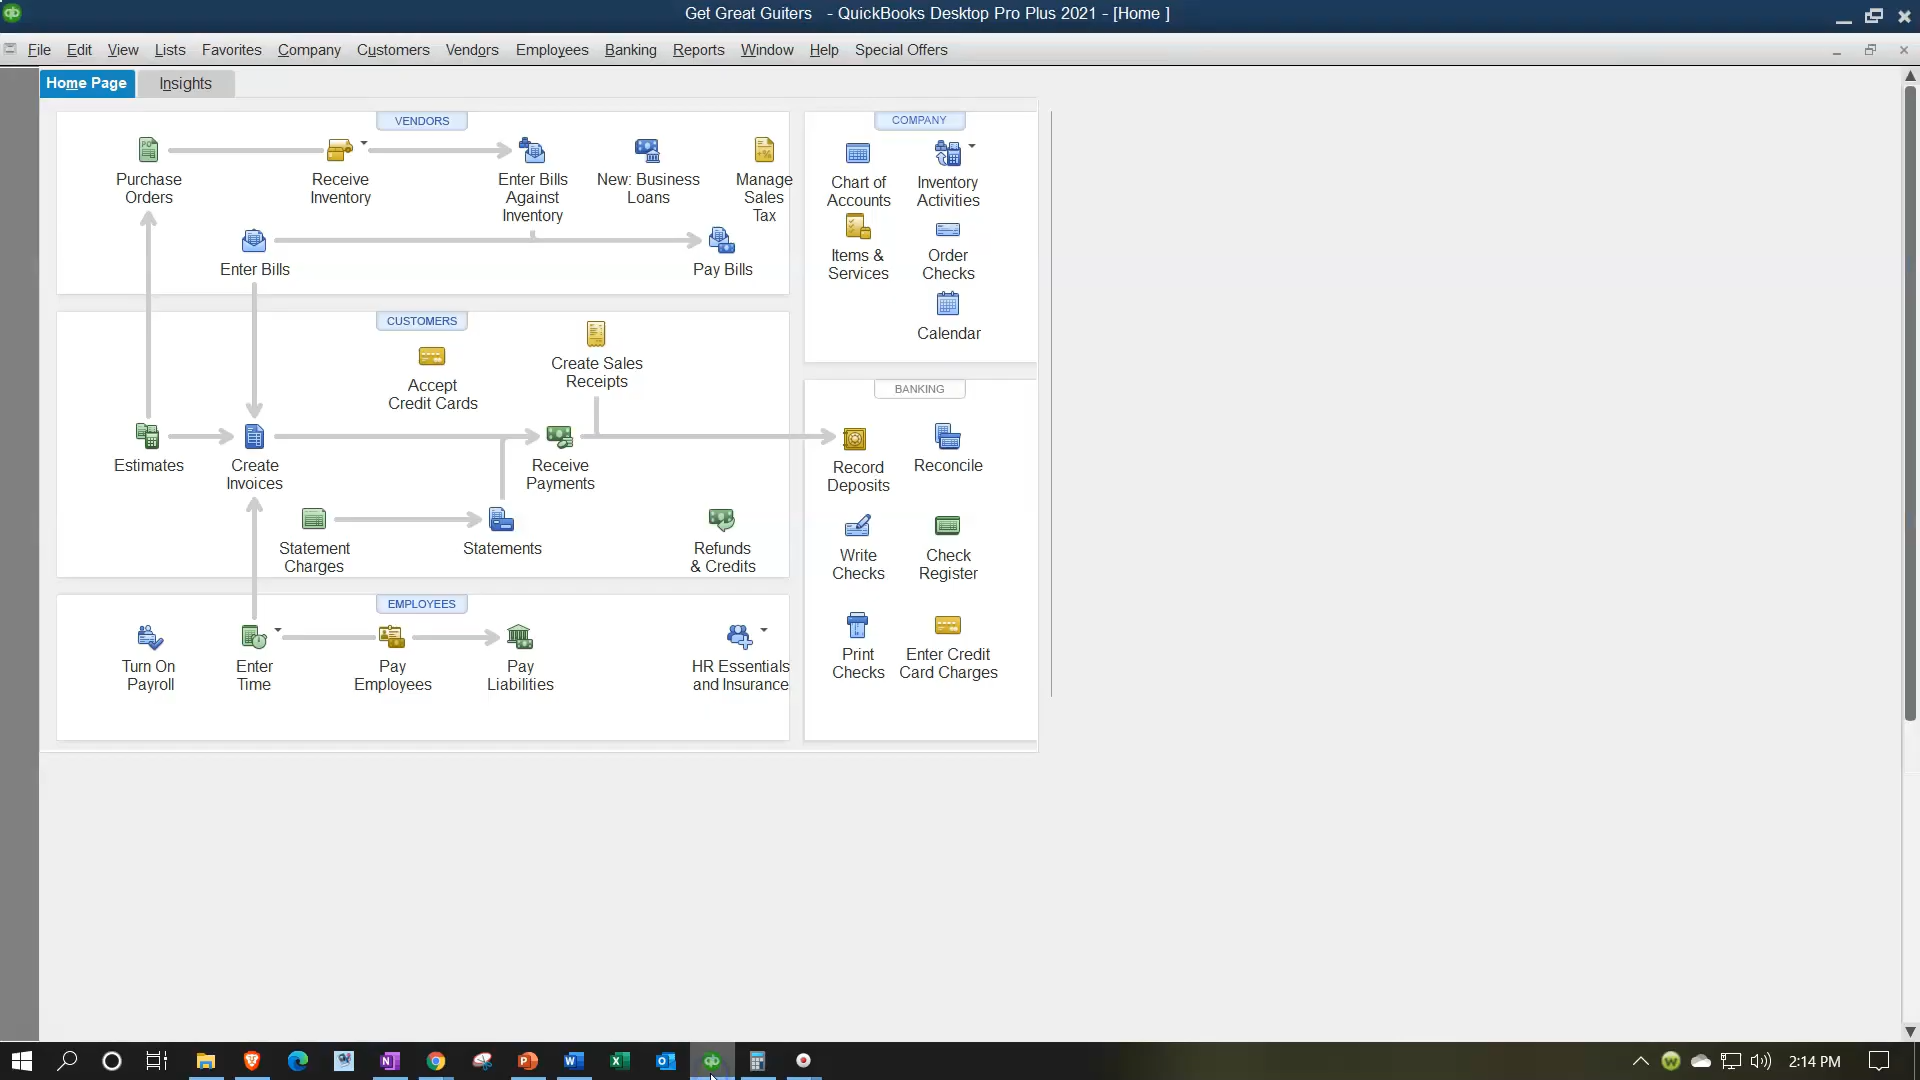 Get Great Guiters - QuickBooks Desktop Pro Plus 2021 - [Home ]
File Edit View Lists Favorites Company Customers Vendors Employees Banking Reports Window Help Special Offers
Home Page Insights
VENDORS
Purchase
Orders
Receive
Inventory
Enter Bills
Against
Inventory
New: Business
Loans
Manage
Sales
Tax
Enter Bills
Pay Bills
CUSTOMERS
Accept
Credit Cards
Create Sales
Receipts
Estimates
Create
Invoices
Receive
Payments
Statement
Charges
Statements
Refunds
& Credits
EMPLOYEES
Turn On
Payroll
Enter
Time
Pay
Employees
Pay
Liabilities
HR Essentials
and Insurance
COMPANY
Chart of
Accounts
Inventory
Activities
Items &
Services
Order
Checks
Calendar
BANKING
Record
Deposits
Reconcile
Write
Checks
Check
Register
Print
Checks
Enter Credit
Card Charges
2:14 PM